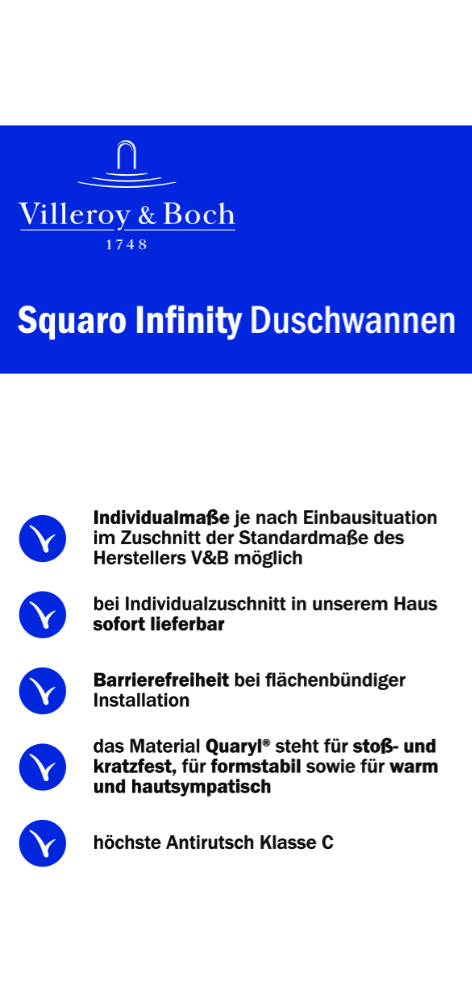 Villeroy & Boch
1748
Squaro Infinity Duschwannen
Individualmaße je nach Einbausituation
im Zuschnitt der Standardmaße des
Herstellers V&B möglich
bei Individualzuschnitt in unserem Haus
sofort lieferbar
Barrierefreiheit bei flächenbündiger
Installation
das Material Quaryl® steht für stoß- und
kratzfest, für formstabil sowie für warm
und hautsympatisch
höchste Antirutsch Klasse C